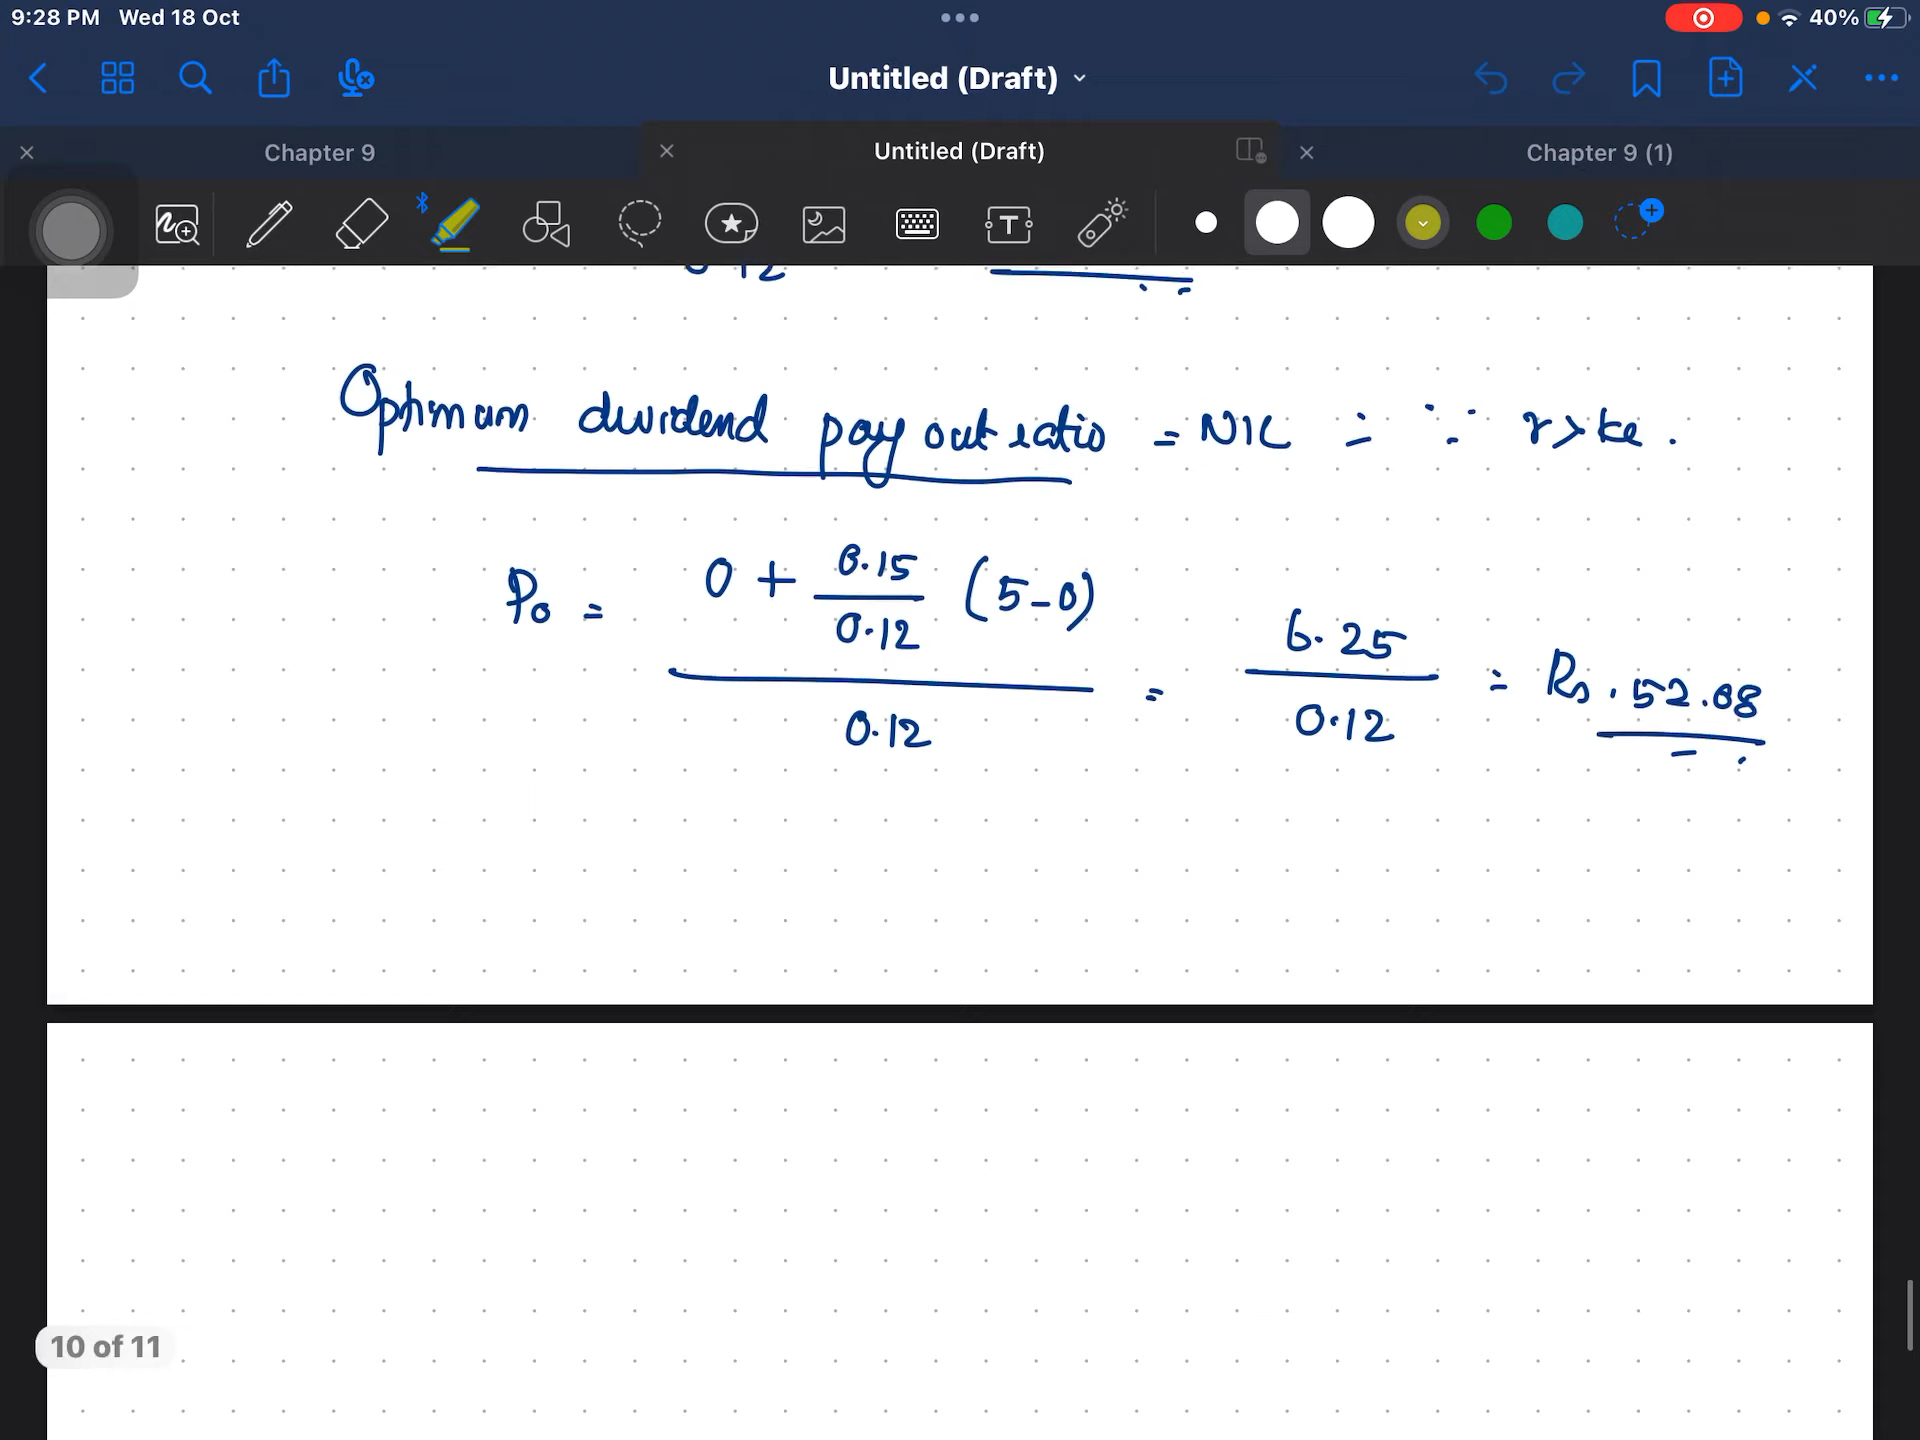 9:28 PM Wed 18 Oct
40%
Untitled (Draft)
Chapter 9
Untitled (Draft)
Chapter 9 (1)
T
Optimum dividend pay out ratio = NIL = ∵ r>ke.
P₀ = 0 + 0.15/0.12 (5-0) / 0.12 = 6.25 / 0.12 = Rs. 52.08
10 of 11